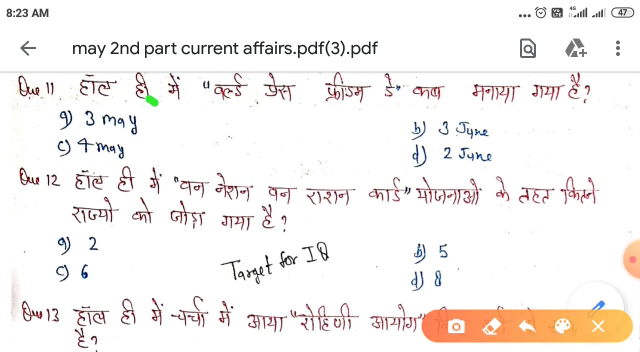 8:23 AM ... 4G 47
may 2nd part current affairs.pdf(3).pdf
Que 11 हॉल ही में "वर्ल्ड प्रेस फ्रीडम डे" कब मनाया गया है?
a) 3 may b) 3 June
c) 4 may d) 2 June
Que 12 हॉल ही में "वन नेशन वन राशन कार्ड" योजनाओं के तहत कितने
राज्यो को जोड़ा गया है?
a) 2 b) 5
c) 6 Target for IQ d) 8
Que 13 हॉल ही में चर्चा में आया "रोहिणी आयोग"
है?